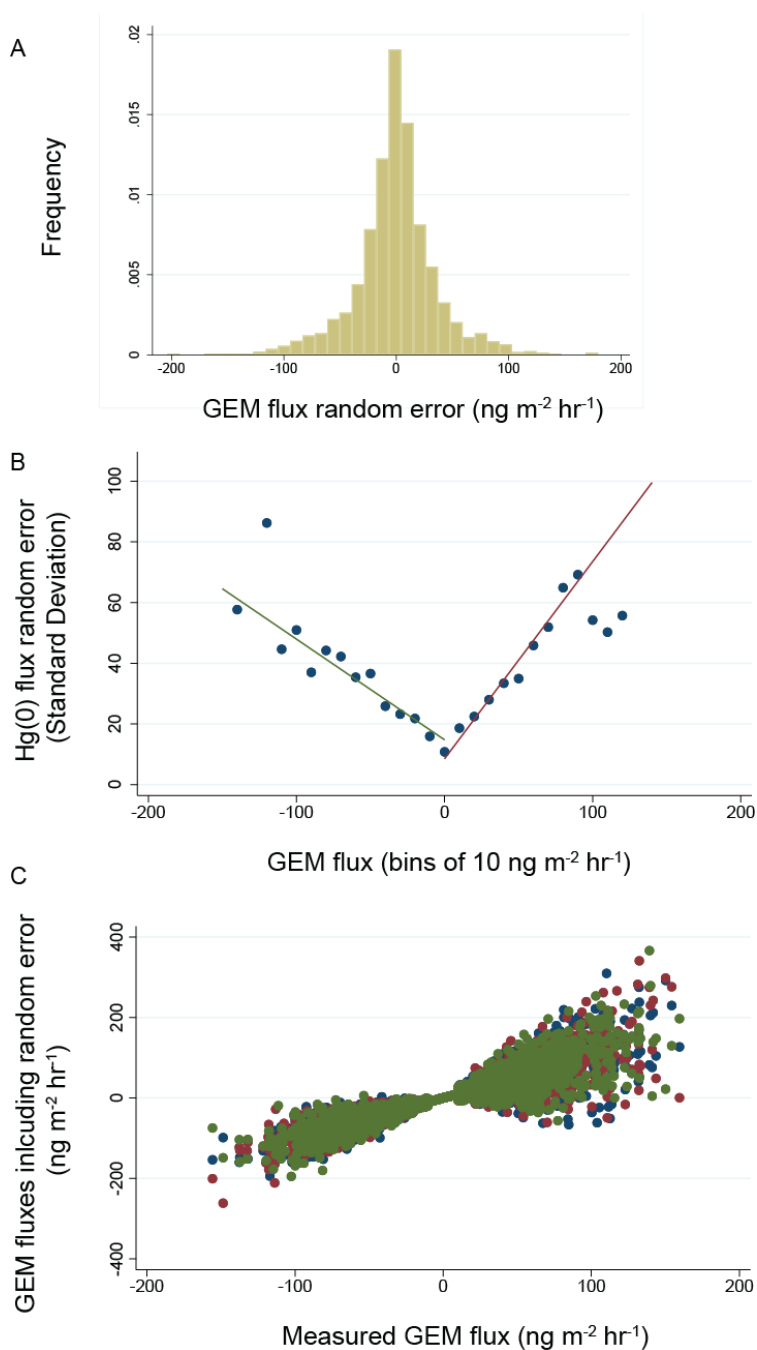 A
Frequency
.02
.015
.01
.005
0
-200 -100 0 100 200
GEM flux random error (ng m⁻² hr⁻¹)
B
Hg(0) flux random error
(Standard Deviation)
100
80
60
40
20
0
-200 -100 0 100 200
GEM flux (bins of 10 ng m⁻² hr⁻¹)
C
GEM fluxes inlcuding random error
(ng m⁻² hr⁻¹)
400
200
0
-200
-400
-200 -100 0 100 200
Measured GEM flux (ng m⁻² hr⁻¹)